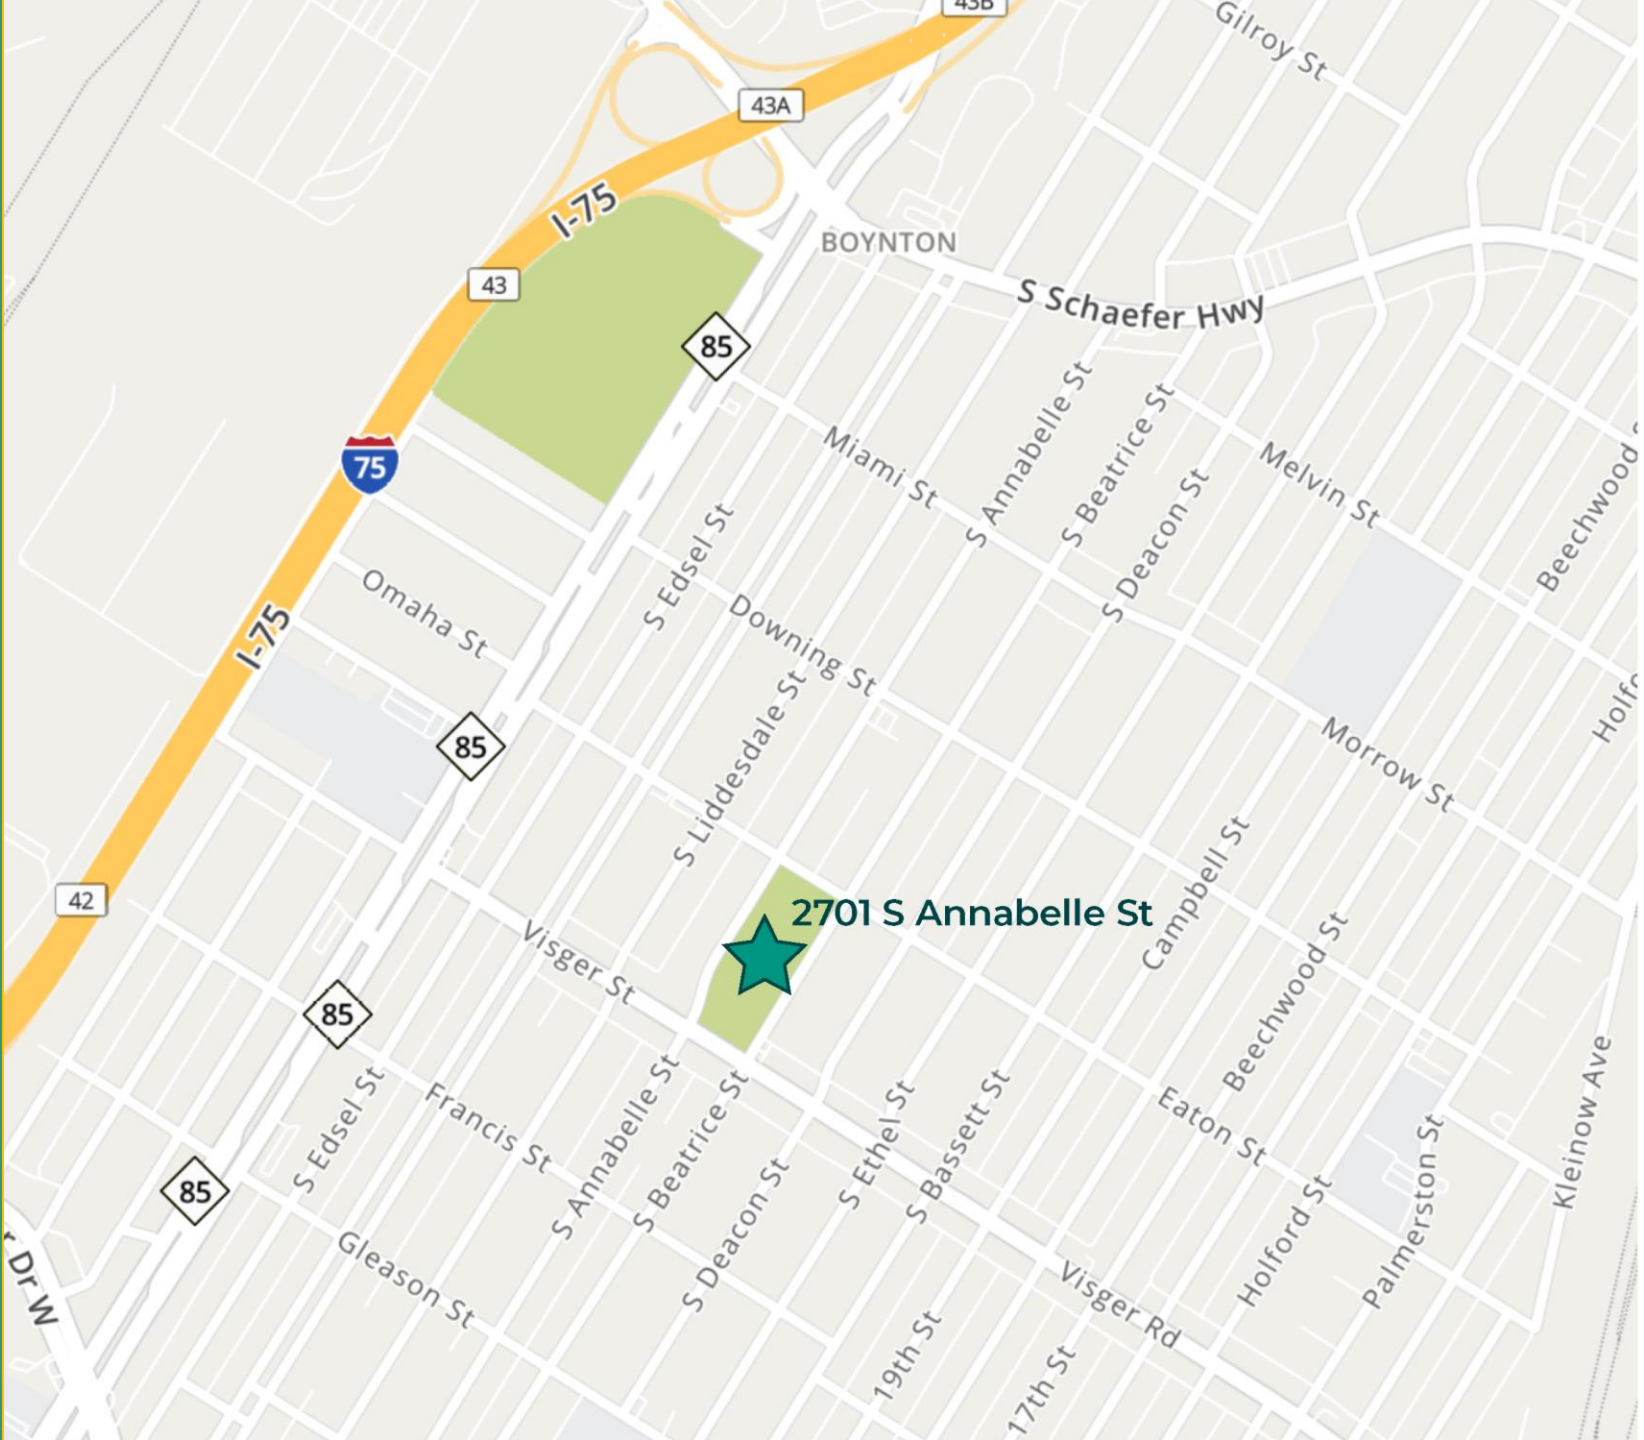 43B
Gilroy St
43A
I-75
BOYNTON
43
S Schaefer Hwy
85
S Annabelle St
S Beatrice St
Miami St
Melvin St
75
S Deacon St
S Edsel St
Beechwood
Omaha St
Downing St
I-75
S Liddesdale St
85
Morrow St
Campbell St
42
2701 S Annabelle St
Visger St
Beechwood St
85
S Edsel St
Francis St
S Annabelle St
S Beatrice St
S Ethel St
S Bassett St
Eaton St
Kleinow Ave
Palmerston St
85
S Deacon St
Holford St
Gleason St
Dr W
Visger Rd
19th St
17th St